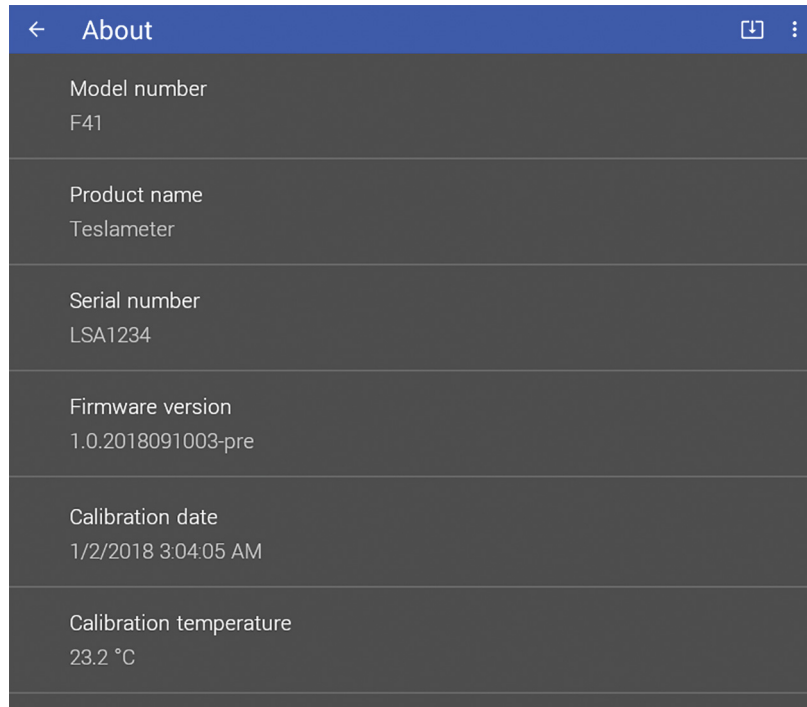 About
Model number
F41
Product name
Teslameter
Serial number
LSA1234
Firmware version
1.0.2018091003-pre
Calibration date
1/2/2018 3:04:05 AM
Calibration temperature
23.2 °C